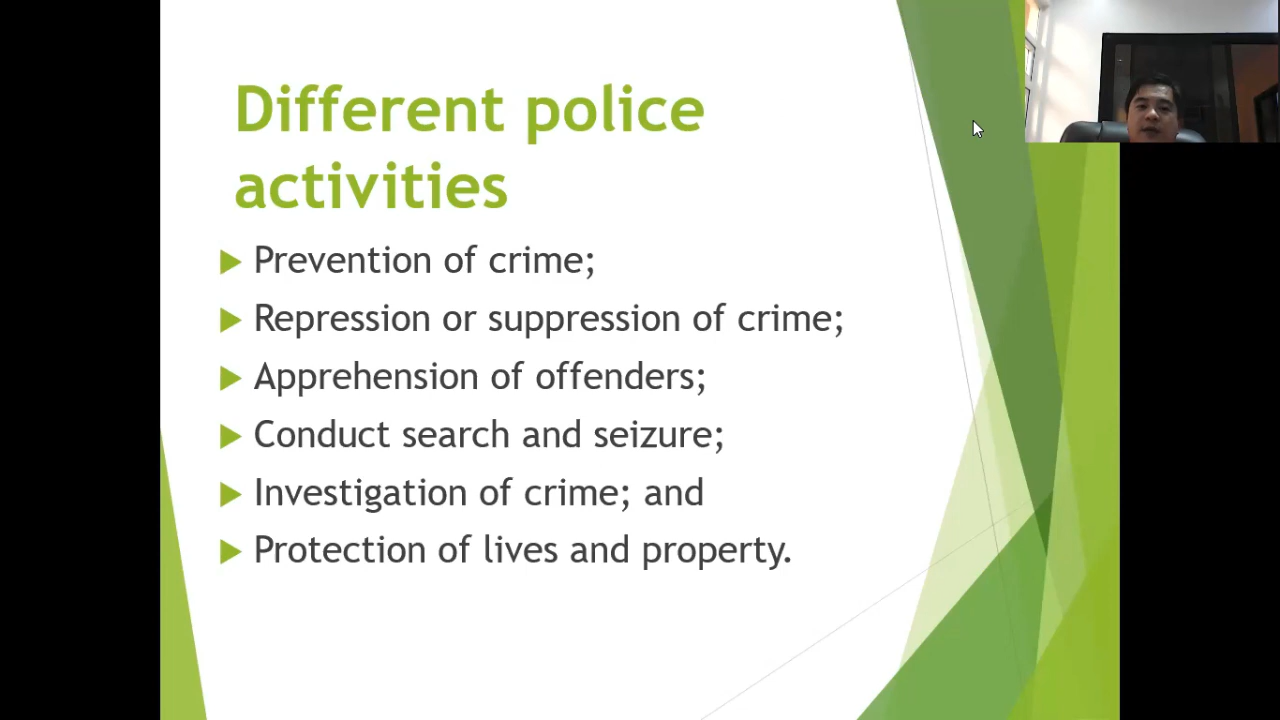 Different police
activities
Prevention of crime;
Repression or suppression of crime;
Apprehension of offenders;
Conduct search and seizure;
Investigation of crime; and
Protection of lives and property.